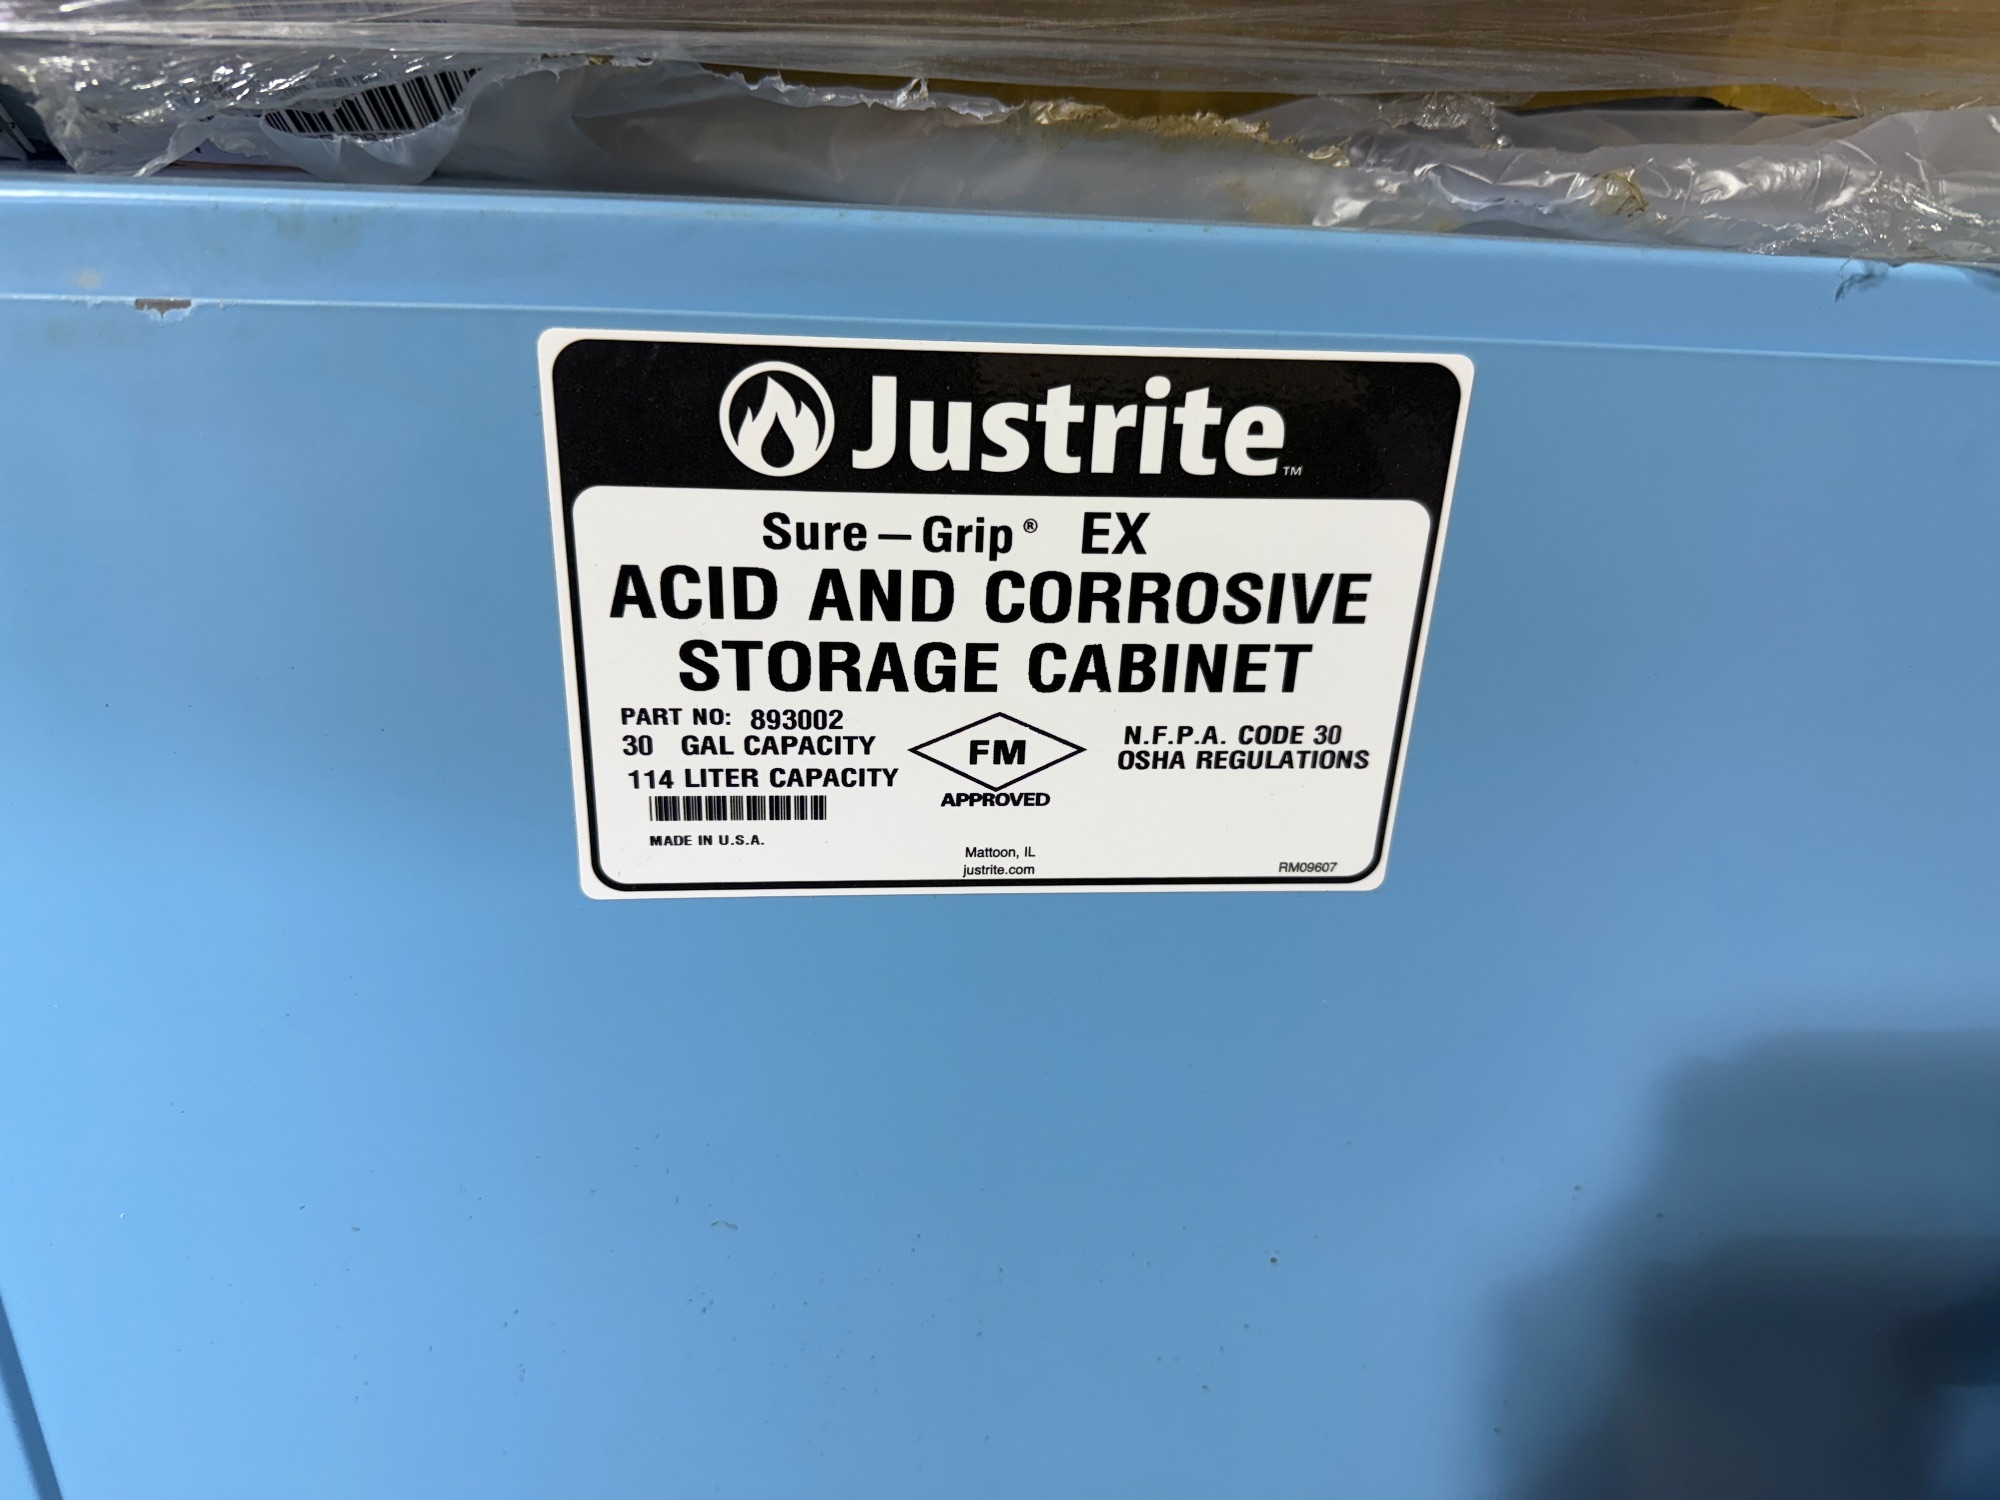 Justrite™
Sure-Grip® EX
ACID AND CORROSIVE
STORAGE CABINET
PART NO: 893002
30 GAL CAPACITY
114 LITER CAPACITY
MADE IN U.S.A.
FM
APPROVED
N.F.P.A. CODE 30
OSHA REGULATIONS
Mattoon, IL
justrite.com
RM09607